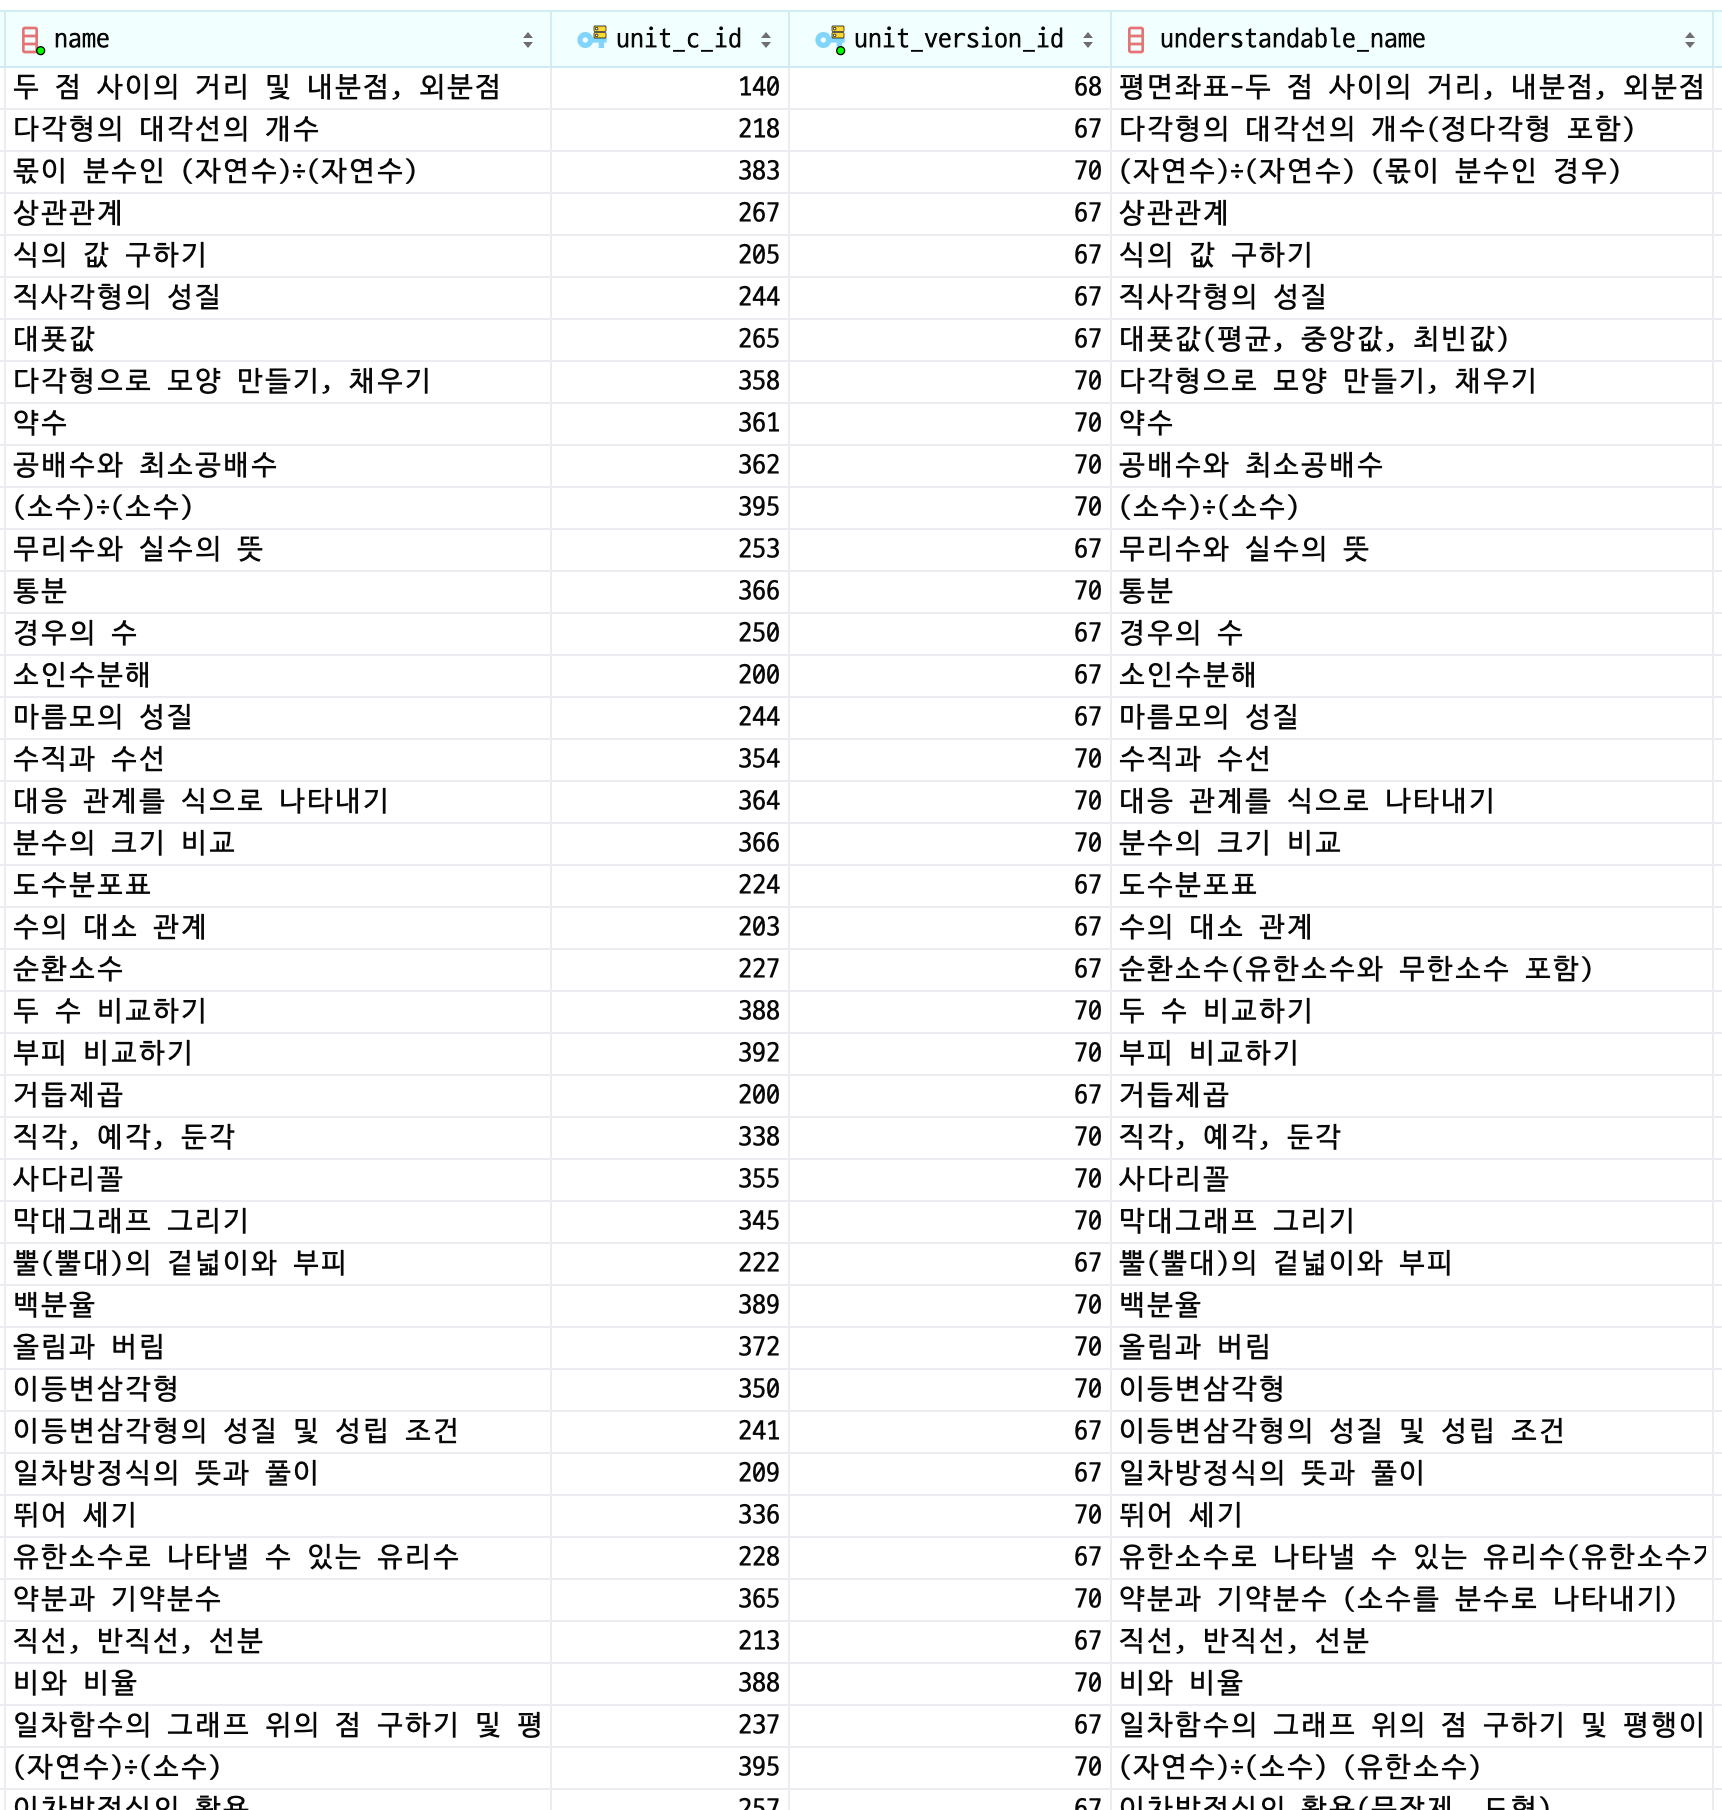 name unit_c_id unit_version_id understandable_name
두 점 사이의 거리 및 내분점, 외분점 140 68 평면좌표-두 점 사이의 거리, 내분점, 외분점
다각형의 대각선의 개수 218 67 다각형의 대각선의 개수(정다각형 포함)
몫이 분수인 (자연수)÷(자연수) 383 70 (자연수)÷(자연수) (몫이 분수인 경우)
상관관계 267 67 상관관계
식의 값 구하기 205 67 식의 값 구하기
직사각형의 성질 244 67 직사각형의 성질
대푯값 265 67 대푯값(평균, 중앙값, 최빈값)
다각형으로 모양 만들기, 채우기 358 70 다각형으로 모양 만들기, 채우기
약수 361 70 약수
공배수와 최소공배수 362 70 공배수와 최소공배수
(소수)÷(소수) 395 70 (소수)÷(소수)
무리수와 실수의 뜻 253 67 무리수와 실수의 뜻
통분 366 70 통분
경우의 수 250 67 경우의 수
소인수분해 200 67 소인수분해
마름모의 성질 244 67 마름모의 성질
수직과 수선 354 70 수직과 수선
대응 관계를 식으로 나타내기 364 70 대응 관계를 식으로 나타내기
분수의 크기 비교 366 70 분수의 크기 비교
도수분포표 224 67 도수분포표
수의 대소 관계 203 67 수의 대소 관계
순환소수 227 67 순환소수(유한소수와 무한소수 포함)
두 수 비교하기 388 70 두 수 비교하기
부피 비교하기 392 70 부피 비교하기
거듭제곱 200 67 거듭제곱
직각, 예각, 둔각 338 70 직각, 예각, 둔각
사다리꼴 355 70 사다리꼴
막대그래프 그리기 345 70 막대그래프 그리기
뿔(뿔대)의 겉넓이와 부피 222 67 뿔(뿔대)의 겉넓이와 부피
백분율 389 70 백분율
올림과 버림 372 70 올림과 버림
이등변삼각형 350 70 이등변삼각형
이등변삼각형의 성질 및 성립 조건 241 67 이등변삼각형의 성질 및 성립 조건
일차방정식의 뜻과 풀이 209 67 일차방정식의 뜻과 풀이
뛰어 세기 336 70 뛰어 세기
유한소수로 나타낼 수 있는 유리수 228 67 유한소수로 나타낼 수 있는 유리수(유한소수
약분과 기약분수 365 70 약분과 기약분수 (소수를 분수로 나타내기)
직선, 반직선, 선분 213 67 직선, 반직선, 선분
비와 비율 388 70 비와 비율
일차함수의 그래프 위의 점 구하기 및 평 237 67 일차함수의 그래프 위의 점 구하기 및 평행이
(자연수)÷(소수) 395 70 (자연수)÷(소수) (유한소수)
257 67